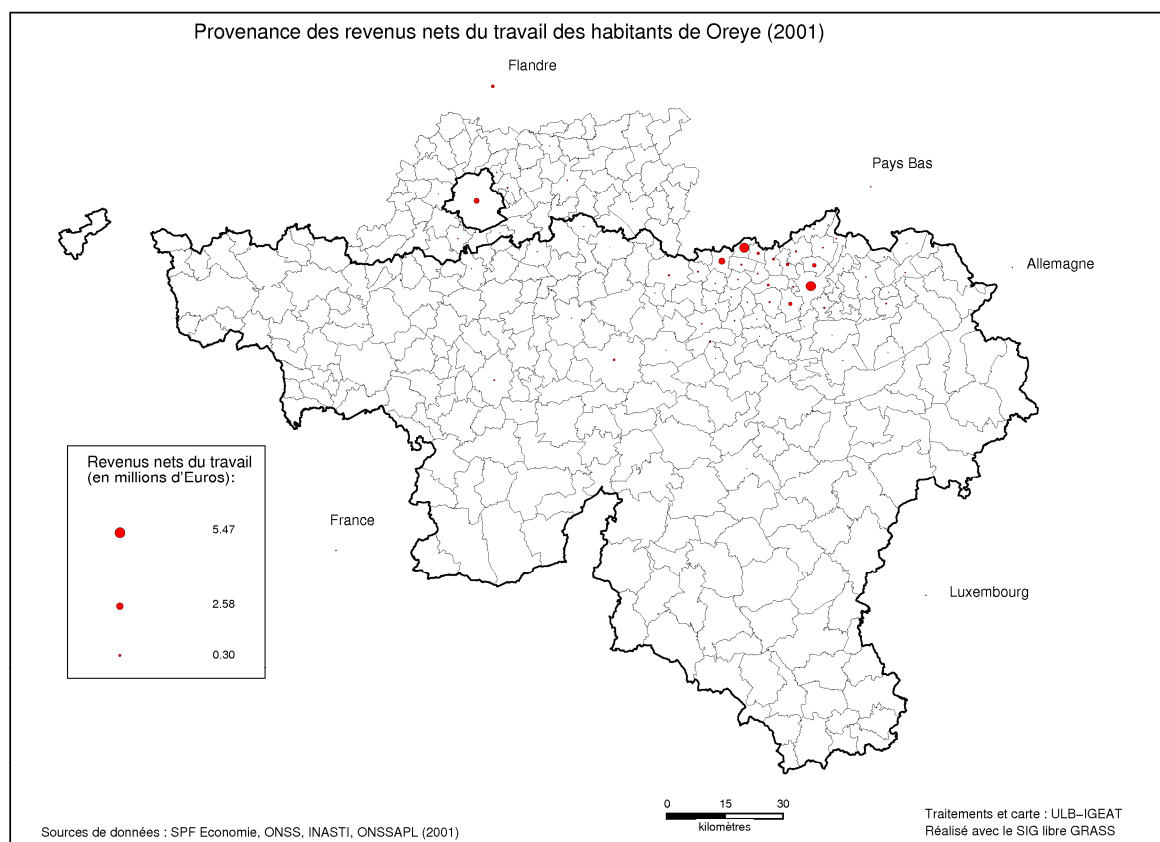 Provenance des revenus nets du travail des habitants de Oreye (2001)
Flandre
Pays Bas
Allemagne
Revenus nets du travail
(en millions d'Euros):
5.47
2.58
0.30
France
Luxembourg
0 15 30
kilomètres
Sources de données : SPF Economie, ONSS, INASTI, ONSSAPL (2001)
Traitements et carte : ULB-IGEAT
Réalisé avec le SIG libre GRASS